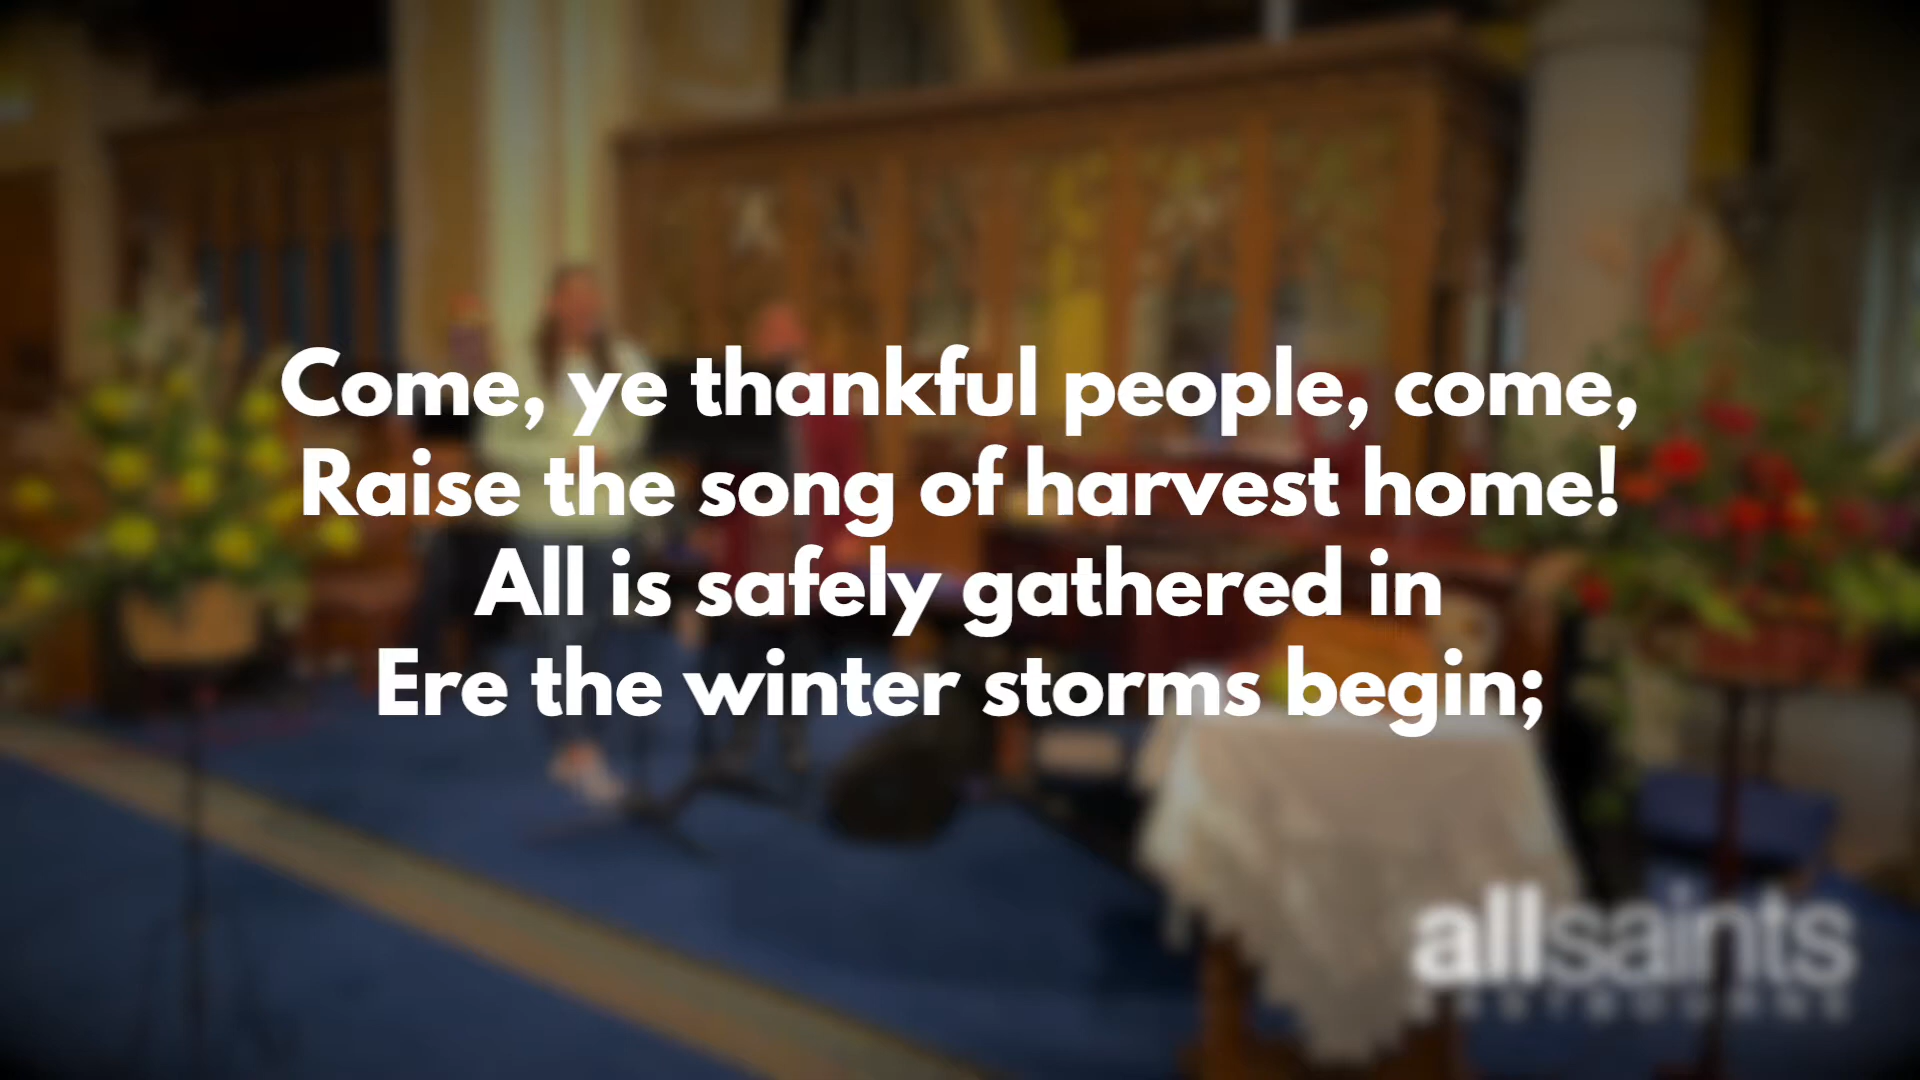 Come, ye thankful people, come,
Raise the song of harvest home!
All is safely gathered in
Ere the winter storms begin;
allsaints
EASTBOURNE